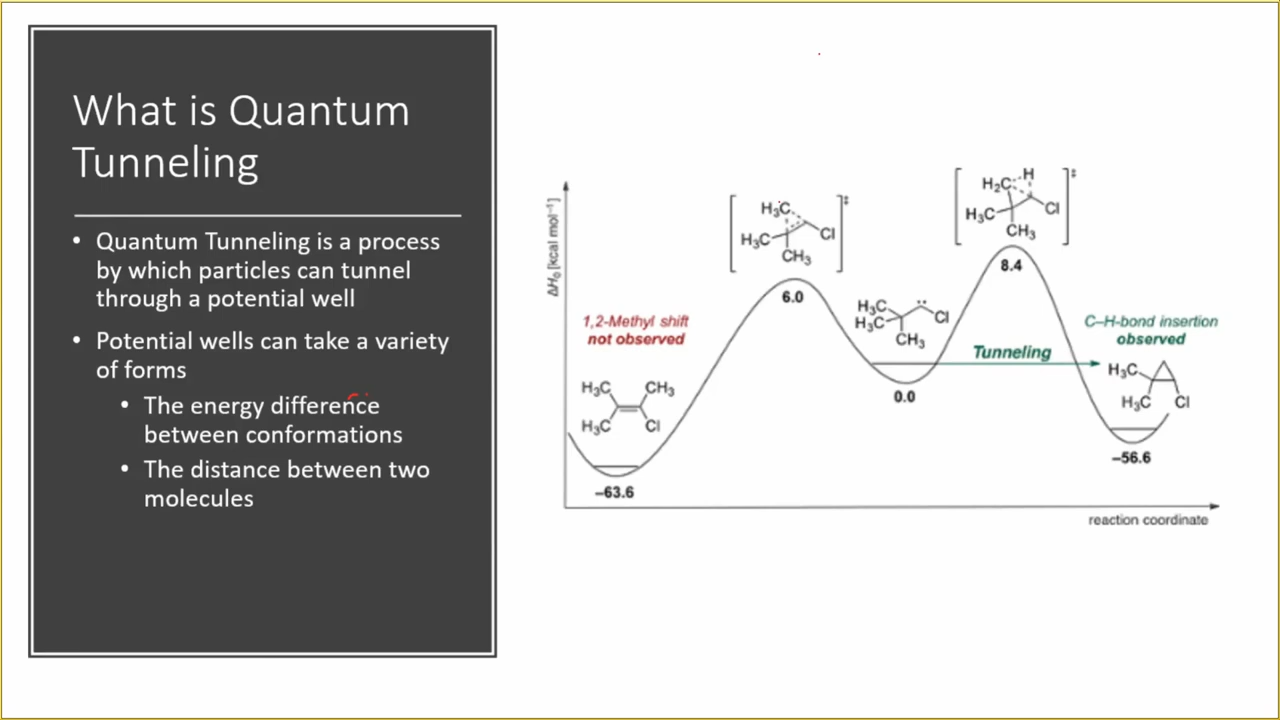 What is Quantum
Tunneling
• Quantum Tunneling is a process
by which particles can tunnel
through a potential well
• Potential wells can take a variety
of forms
• The energy difference
between conformations
• The distance between two
molecules
ΔH₀ [kcal mol⁻¹]
1,2-Methyl shift
not observed
H₃C CH₃
H₃C Cl
–63.6
H₃C
H₃C Cl
CH₃
‡
6.0
H₃C
H₃C Cl
CH₃
0.0
H₂C H
H₃C Cl
CH₃
‡
8.4
Tunneling
C–H-bond insertion
observed
H₃C
H₃C Cl
–56.6
reaction coordinate